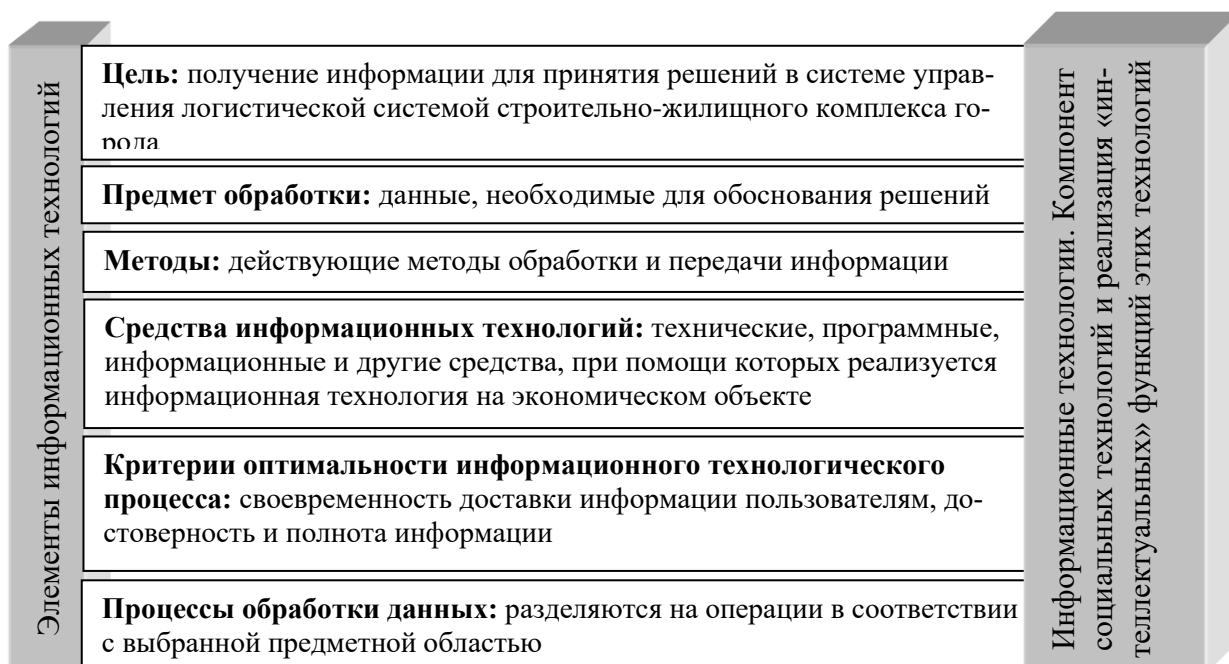 Элементы информационных технологий
Цель: получение информации для принятия решений в системе управ-
ления логистической системой строительно-жилищного комплекса го-
рода
Предмет обработки: данные, необходимые для обоснования решений
Методы: действующие методы обработки и передачи информации
Средства информационных технологий: технические, программные,
информационные и другие средства, при помощи которых реализуется
информационная технология на экономическом объекте
Критерии оптимальности информационного технологического
процесса: своевременность доставки информации пользователям, до-
стоверность и полнота информации
Процессы обработки данных: разделяются на операции в соответствии
с выбранной предметной областью
Информационные технологии. Компонент
социальных технологий и реализация «ин-
теллектуальных» функций этих технологий